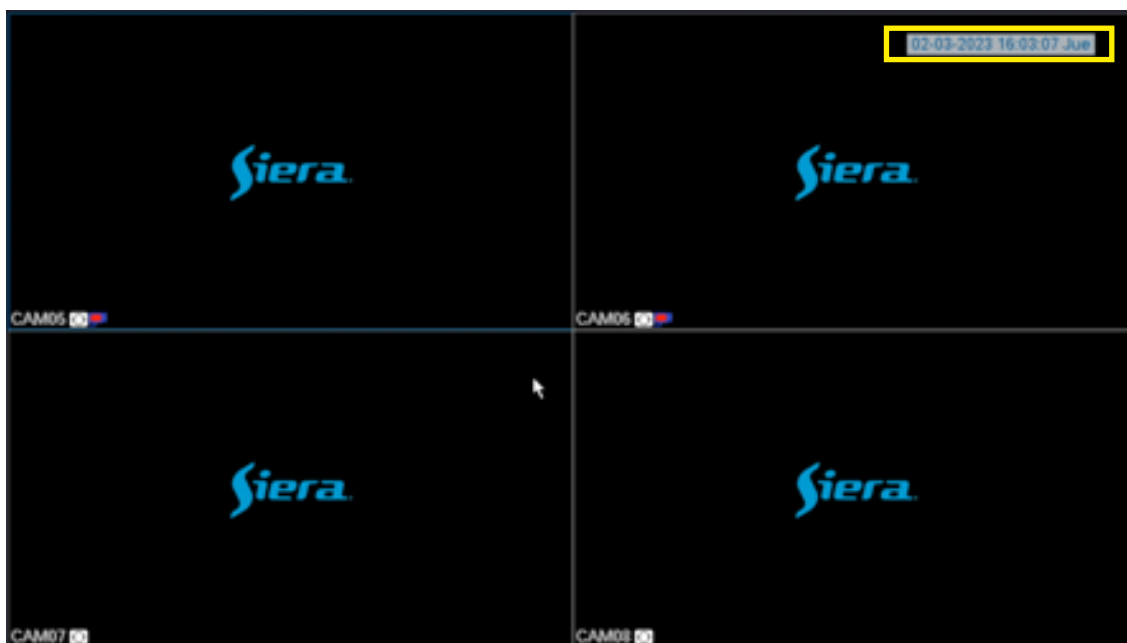 02-03-2023 16:03:07 Jue
Siera.
Siera.
CAM05
CAM06
Siera.
Siera.
CAM07
CAM08